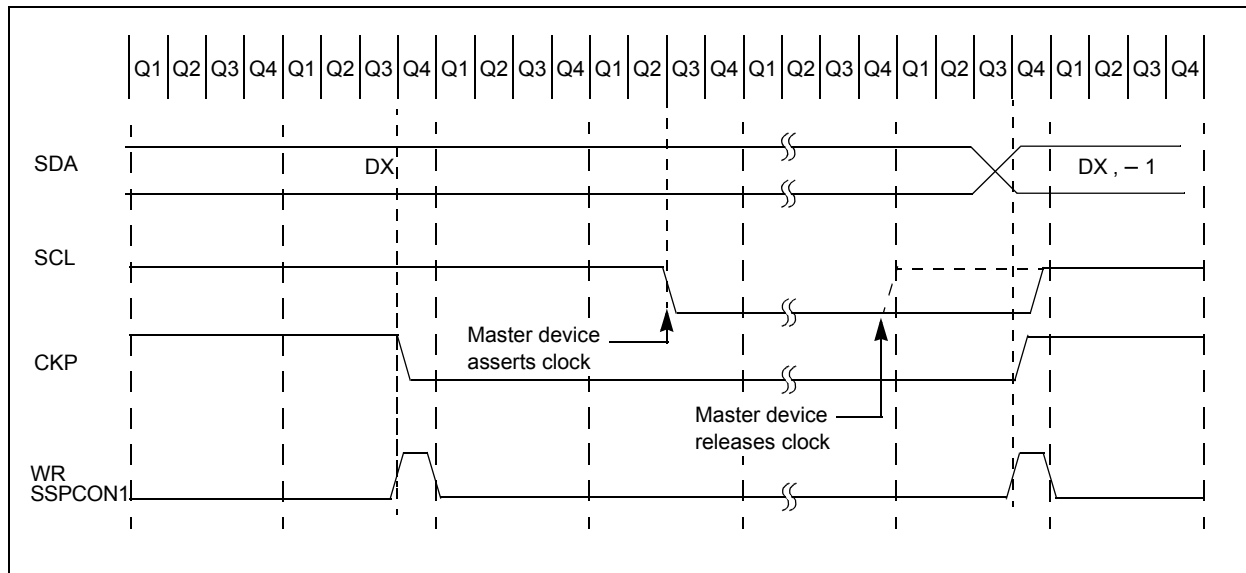 Q1 Q2 Q3 Q4 Q1 Q2 Q3 Q4 Q1 Q2 Q3 Q4 Q1 Q2 Q3 Q4 Q1 Q2 Q3 Q4 Q1 Q2 Q3 Q4 Q1 Q2 Q3 Q4
SDA
DX
DX , – 1
SCL
Master device
asserts clock
CKP
Master device
releases clock
WR
SSPCON1